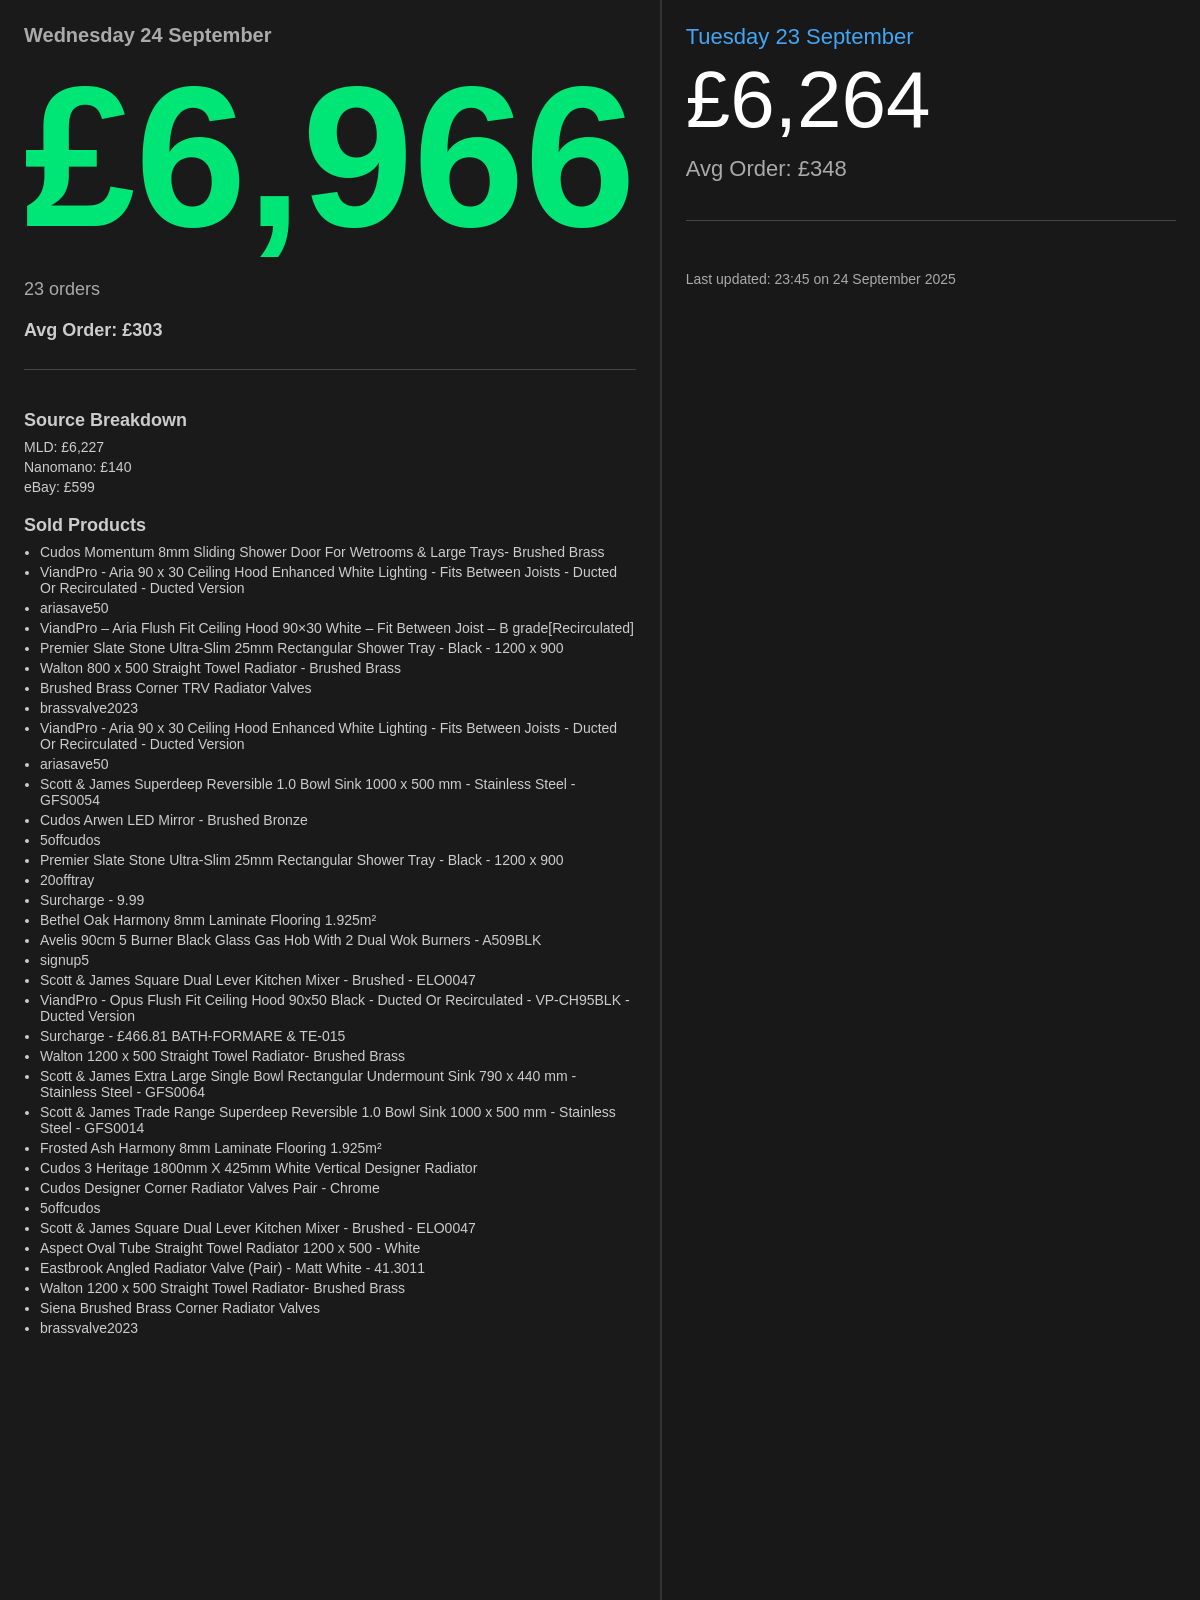 Wednesday 24 September
£6,966
23 orders
Avg Order: £303
Source Breakdown
MLD: £6,227
Nanomano: £140
eBay: £599
Sold Products
• Cudos Momentum 8mm Sliding Shower Door For Wetrooms & Large Trays- Brushed Brass
• ViandPro - Aria 90 x 30 Ceiling Hood Enhanced White Lighting - Fits Between Joists - Ducted
Or Recirculated - Ducted Version
• ariasave50
• ViandPro – Aria Flush Fit Ceiling Hood 90×30 White – Fit Between Joist – B grade[Recirculated]
• Premier Slate Stone Ultra-Slim 25mm Rectangular Shower Tray - Black - 1200 x 900
• Walton 800 x 500 Straight Towel Radiator - Brushed Brass
• Brushed Brass Corner TRV Radiator Valves
• brassvalve2023
• ViandPro - Aria 90 x 30 Ceiling Hood Enhanced White Lighting - Fits Between Joists - Ducted
Or Recirculated - Ducted Version
• ariasave50
• Scott & James Superdeep Reversible 1.0 Bowl Sink 1000 x 500 mm - Stainless Steel -
GFS0054
• Cudos Arwen LED Mirror - Brushed Bronze
• 5offcudos
• Premier Slate Stone Ultra-Slim 25mm Rectangular Shower Tray - Black - 1200 x 900
• 20offtray
• Surcharge - 9.99
• Bethel Oak Harmony 8mm Laminate Flooring 1.925m²
• Avelis 90cm 5 Burner Black Glass Gas Hob With 2 Dual Wok Burners - A509BLK
• signup5
• Scott & James Square Dual Lever Kitchen Mixer - Brushed - ELO0047
• ViandPro - Opus Flush Fit Ceiling Hood 90x50 Black - Ducted Or Recirculated - VP-CH95BLK -
Ducted Version
• Surcharge - £466.81 BATH-FORMARE & TE-015
• Walton 1200 x 500 Straight Towel Radiator- Brushed Brass
• Scott & James Extra Large Single Bowl Rectangular Undermount Sink 790 x 440 mm -
Stainless Steel - GFS0064
• Scott & James Trade Range Superdeep Reversible 1.0 Bowl Sink 1000 x 500 mm - Stainless
Steel - GFS0014
• Frosted Ash Harmony 8mm Laminate Flooring 1.925m²
• Cudos 3 Heritage 1800mm X 425mm White Vertical Designer Radiator
• Cudos Designer Corner Radiator Valves Pair - Chrome
• 5offcudos
• Scott & James Square Dual Lever Kitchen Mixer - Brushed - ELO0047
• Aspect Oval Tube Straight Towel Radiator 1200 x 500 - White
• Eastbrook Angled Radiator Valve (Pair) - Matt White - 41.3011
• Walton 1200 x 500 Straight Towel Radiator- Brushed Brass
• Siena Brushed Brass Corner Radiator Valves
• brassvalve2023
Tuesday 23 September
£6,264
Avg Order: £348
Last updated: 23:45 on 24 September 2025